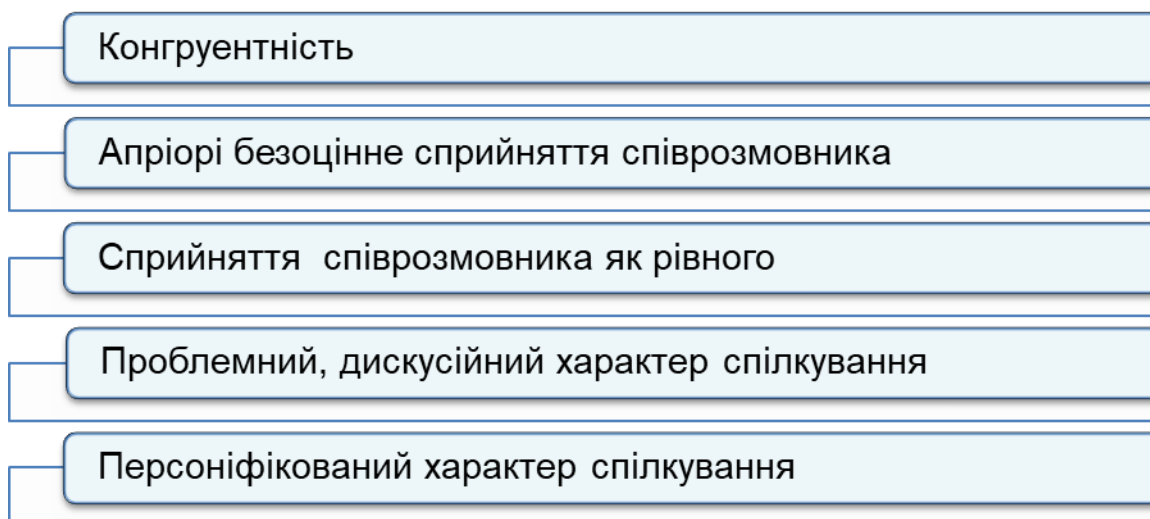 Конгруентність
Апріорі безоцінне сприйняття співрозмовника
Сприйняття  співрозмовника як рівного
Проблемний, дискусійний характер спілкування
Персоніфікований характер спілкування